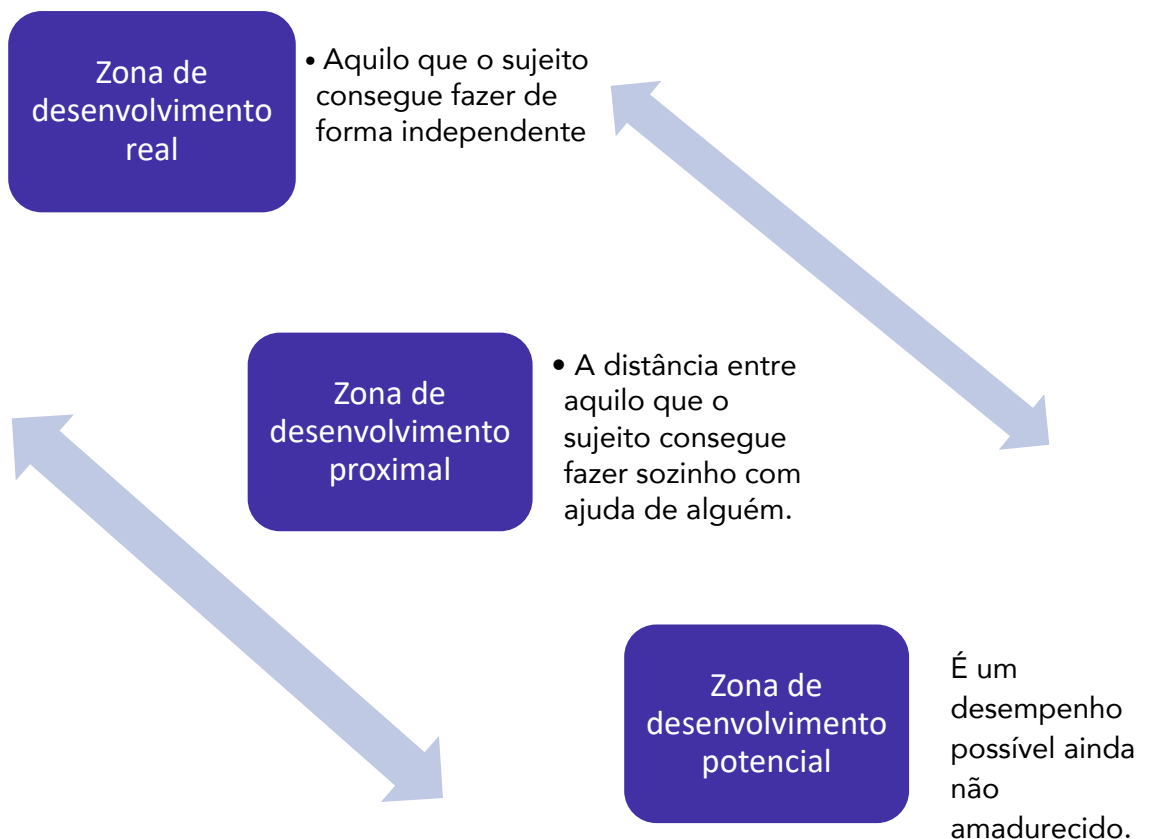 Zona de
desenvolvimento
real
• Aquilo que o sujeito
consegue fazer de
forma independente
Zona de
desenvolvimento
proximal
• A distância entre
aquilo que o
sujeito consegue
fazer sozinho com
ajuda de alguém.
Zona de
desenvolvimento
potencial
É um
desempenho
possível ainda
não
amadurecido.